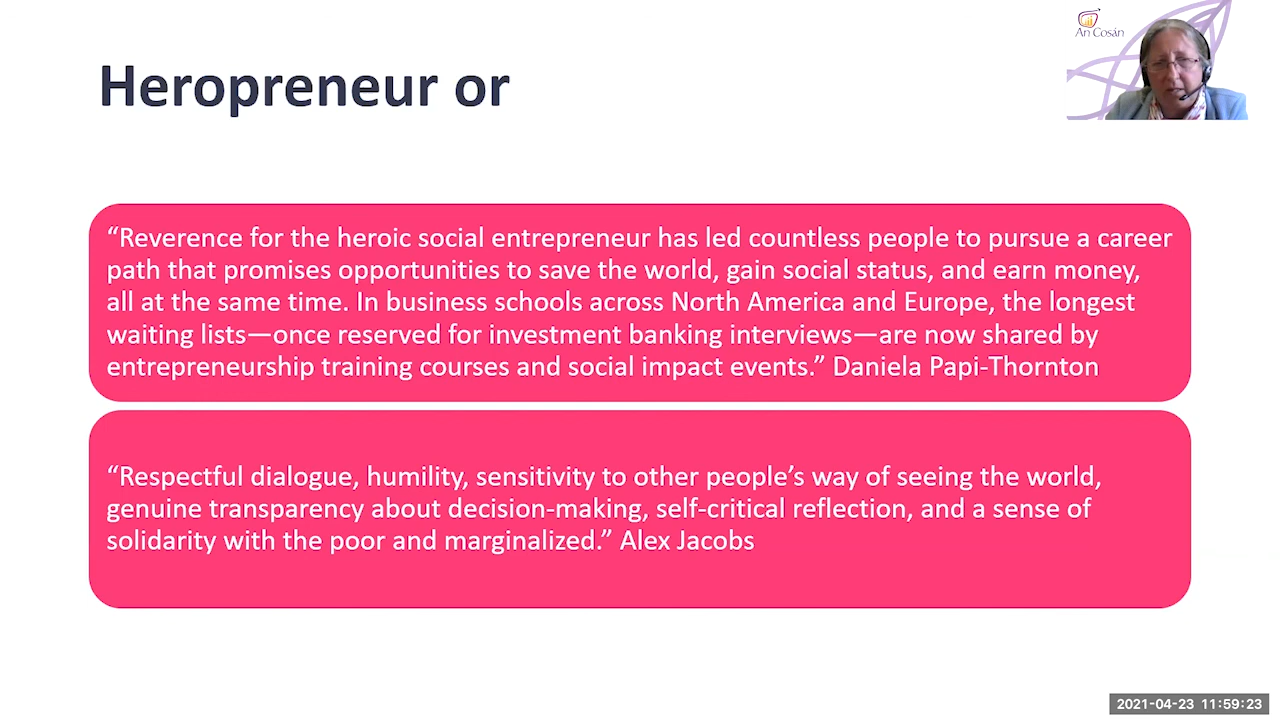 An Cosán
Heropreneur or
“Reverence for the heroic social entrepreneur has led countless people to pursue a career
path that promises opportunities to save the world, gain social status, and earn money,
all at the same time. In business schools across North America and Europe, the longest
waiting lists—once reserved for investment banking interviews—are now shared by
entrepreneurship training courses and social impact events.” Daniela Papi-Thornton
“Respectful dialogue, humility, sensitivity to other people’s way of seeing the world,
genuine transparency about decision-making, self-critical reflection, and a sense of
solidarity with the poor and marginalized.” Alex Jacobs
2021-04-23 11:59:23